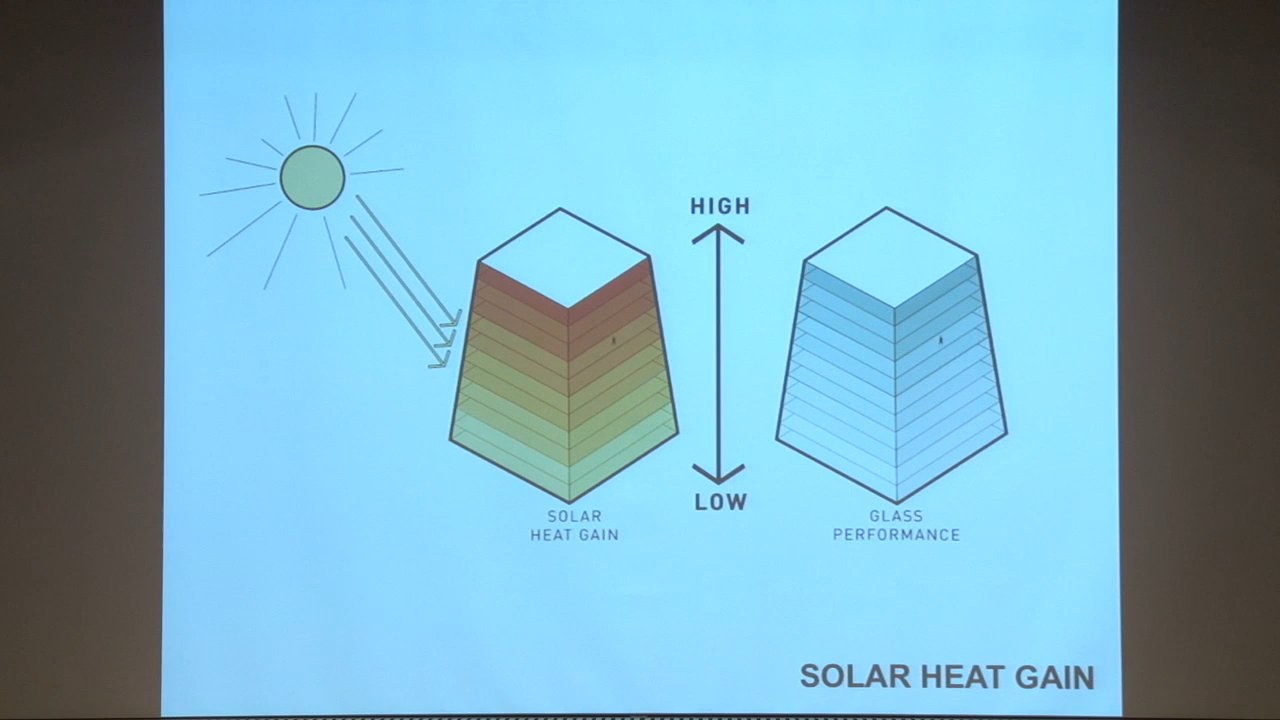 HIGH
LOW
SOLAR
HEAT GAIN
GLASS
PERFORMANCE
SOLAR HEAT GAIN